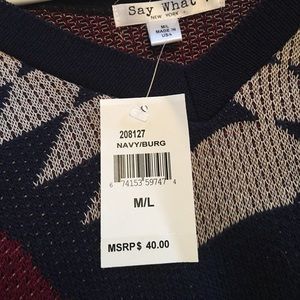 Say What ?
NEW YORK
M/L
MADE IN
USA
208127
NAVY/BURG
6 74153 59747 4
M/L
MSRP$ 40.00